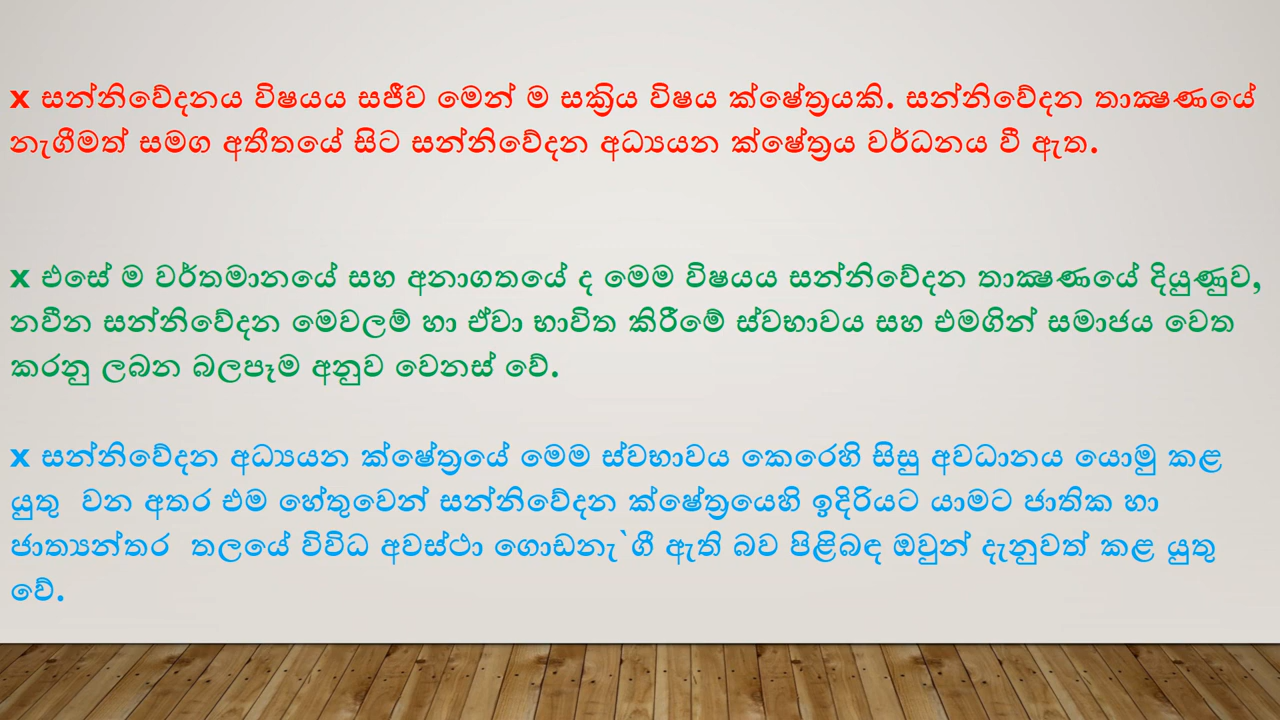 x සන්නිවේදනය විෂයය සජීව මෙන් ම සක්‍රිය විෂය ක්ෂේත්‍රයකි. සන්නිවේදන තාක්‍ෂණයේ
නැගීමත් සමග අතීතයේ සිට සන්නිවේදන අධ්‍යයන ක්ෂේත්‍රය වර්ධනය වී ඇත.
x එසේ ම වර්තමානයේ සහ අනාගතයේ ද මෙම විෂයය සන්නිවේදන තාක්‍ෂණයේ දියුණුව,
නවීන සන්නිවේදන මෙවලම් හා ඒවා භාවිත කිරීමේ ස්වභාවය සහ එමගින් සමාජය වෙත
කරනු ලබන බලපෑම අනුව වෙනස් වේ.
x සන්නිවේදන අධ්‍යයන ක්ෂේත්‍රයේ මෙම ස්වභාවය කෙරෙහි සිසු අවධානය යොමු කළ
යුතු  වන අතර එම හේතුවෙන් සන්නිවේදන ක්ෂේත්‍රයෙහි ඉදිරියට යාමට ජාතික හා
ජාත්‍යන්තර  තලයේ විවිධ අවස්ථා ගොඩනැ`ගී ඇති බව පිළිබඳ ඔවුන් දැනුවත් කළ යුතු
වේ.